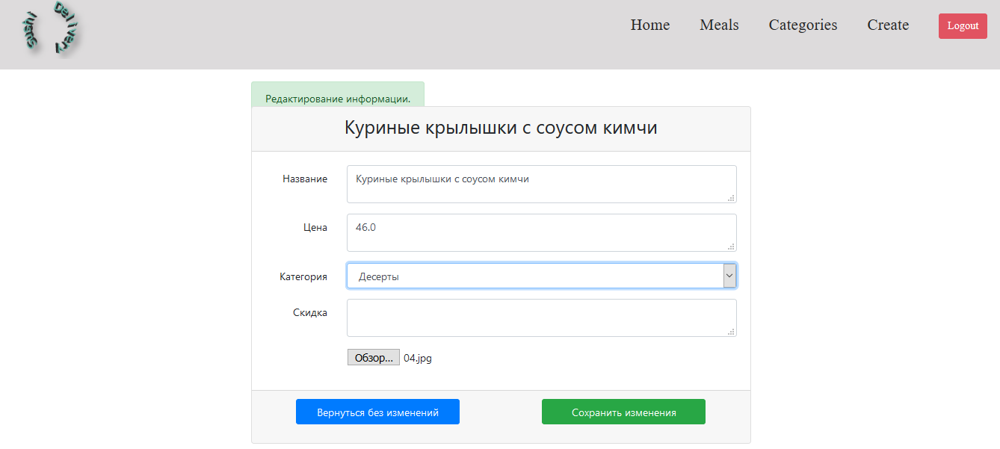 Sushi Delivery
Home Meals Categories Create Logout
Редактирование информации.
Куриные крылышки с соусом кимчи
Название Куриные крылышки с соусом кимчи
Цена 46.0
Категория Десерты
Скидка
Обзор... 04.jpg
Вернуться без изменений Сохранить изменения